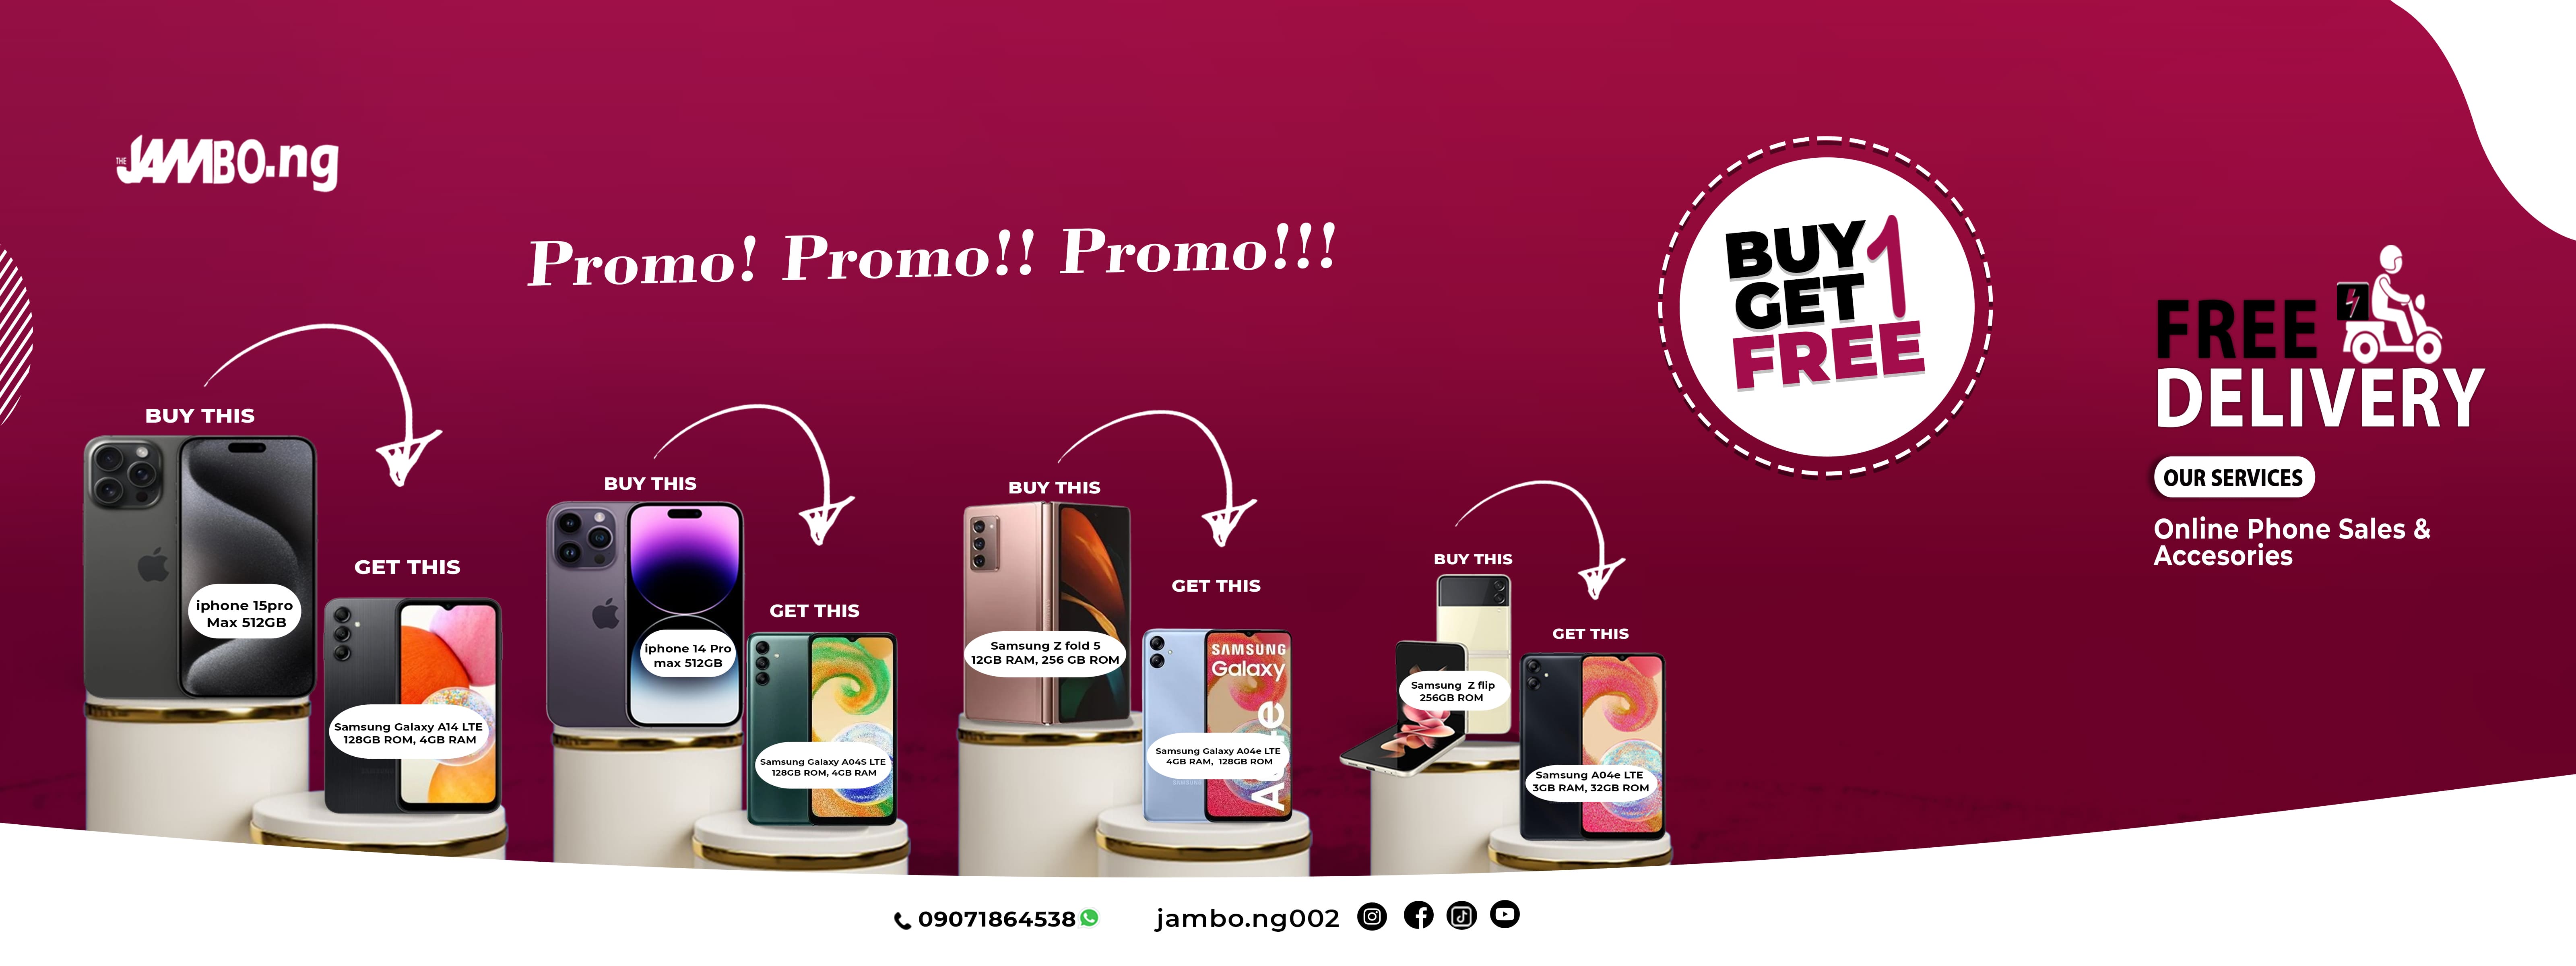 THE JAMBO.ng
Promo! Promo!! Promo!!!
BUY 1
GET
FREE
FREE
DELIVERY
OUR SERVICES
Online Phone Sales &
Accesories
BUY THIS
iphone 15pro
Max 512GB
GET THIS
Samsung Galaxy A14 LTE
128GB ROM, 4GB RAM
BUY THIS
iphone 14 Pro
max 512GB
GET THIS
Samsung Galaxy A04S LTE
128GB ROM, 4GB RAM
BUY THIS
Samsung Z fold 5
12GB RAM, 256 GB ROM
GET THIS
SAMSUNG
Galaxy
Samsung Galaxy A04e LTE
4GB RAM, 128GB ROM
BUY THIS
Samsung Z flip
256GB ROM
GET THIS
Samsung A04e LTE
3GB RAM, 32GB ROM
09071864538
jambo.ng002